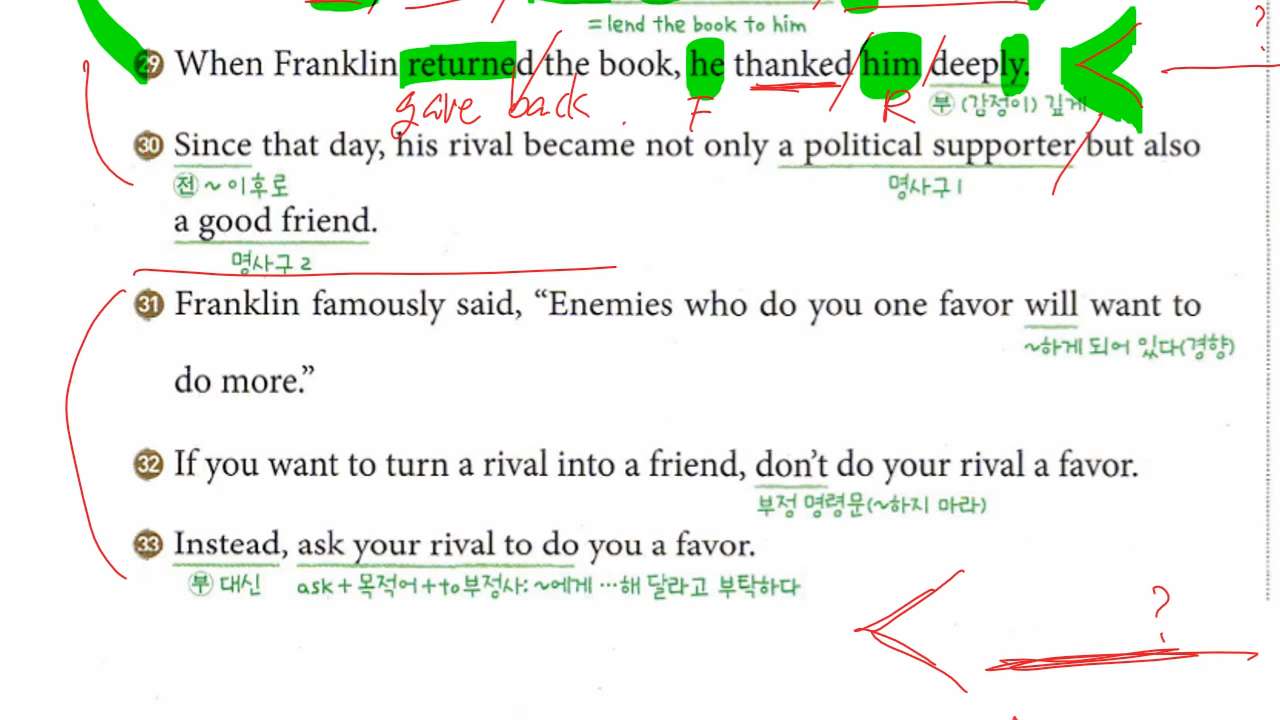 = lend the book to him
?
29 When Franklin returned the book, he thanked him deeply.
gave back. F R
부 (감정이) 깊게
30 Since that day, his rival became not only a political supporter but also
전 ~ 이후로 명사구 1
a good friend.
명사구 2
31 Franklin famously said, “Enemies who do you one favor will want to
~하게 되어 있다(경향)
do more.”
32 If you want to turn a rival into a friend, don’t do your rival a favor.
부정 명령문(~하지 마라)
33 Instead, ask your rival to do you a favor.
부 대신 ask + 목적어 + to부정사: ~에게 …해 달라고 부탁하다
?